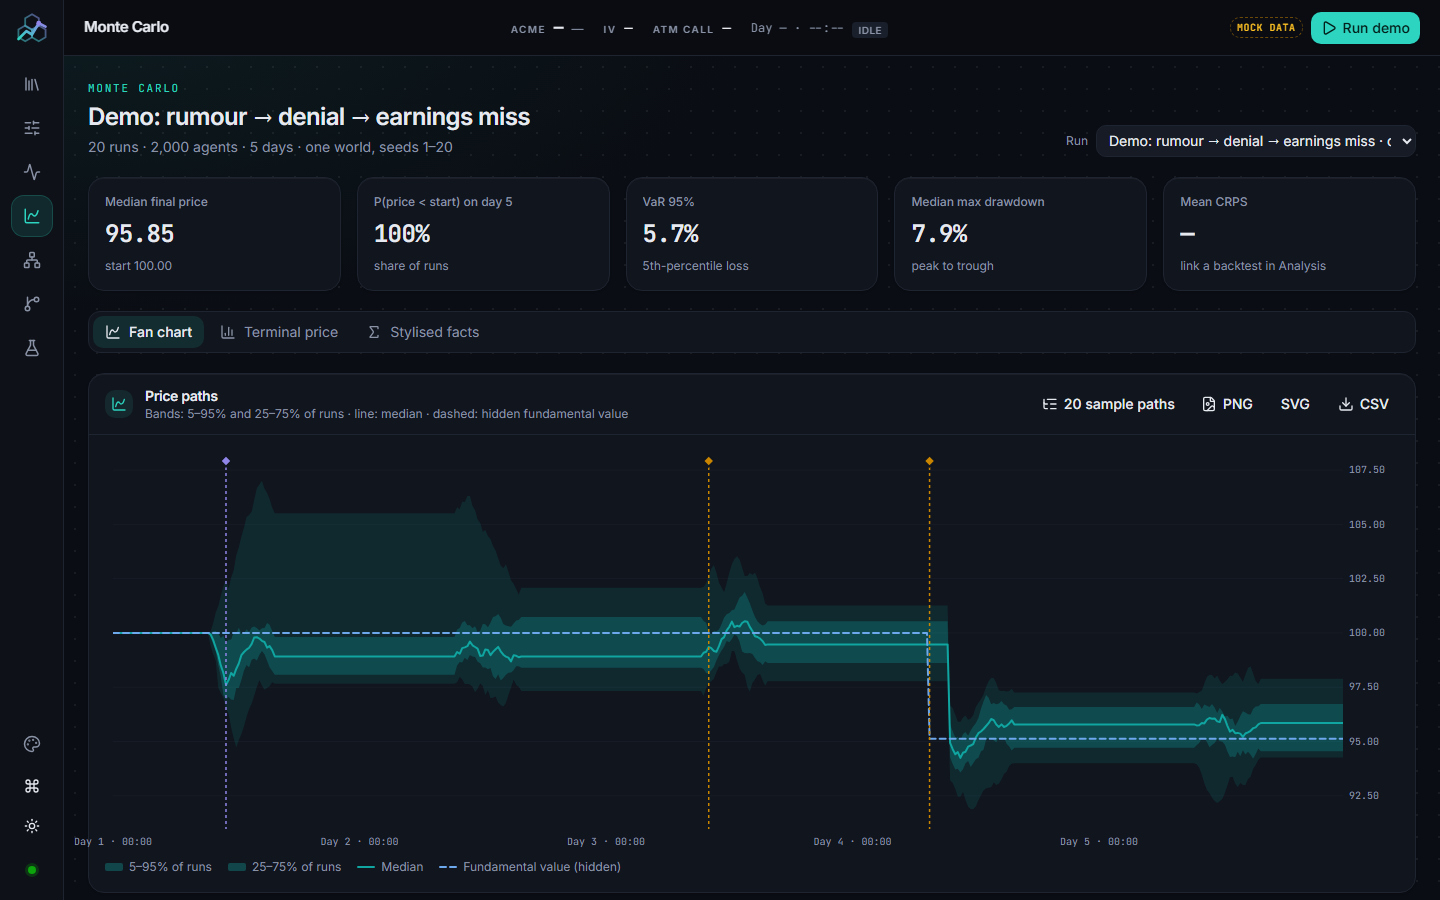 Monte Carlo
ACME — — IV — ATM CALL — Day — · --:-- IDLE
MOCK DATA
Run demo
MONTE CARLO
Demo: rumour → denial → earnings miss
20 runs · 2,000 agents · 5 days · one world, seeds 1–20
Run
Demo: rumour → denial → earnings miss ·
Median final price
95.85
start 100.00
P(price < start) on day 5
100%
share of runs
VaR 95%
5.7%
5th-percentile loss
Median max drawdown
7.9%
peak to trough
Mean CRPS
—
link a backtest in Analysis
Fan chart
Terminal price
Stylised facts
Price paths
Bands: 5–95% and 25–75% of runs · line: median · dashed: hidden fundamental value
20 sample paths
PNG
SVG
CSV
107.50
105.00
102.50
100.00
97.50
95.00
92.50
Day 1 · 00:00
Day 2 · 00:00
Day 3 · 00:00
Day 4 · 00:00
Day 5 · 00:00
5–95% of runs
25–75% of runs
Median
Fundamental value (hidden)